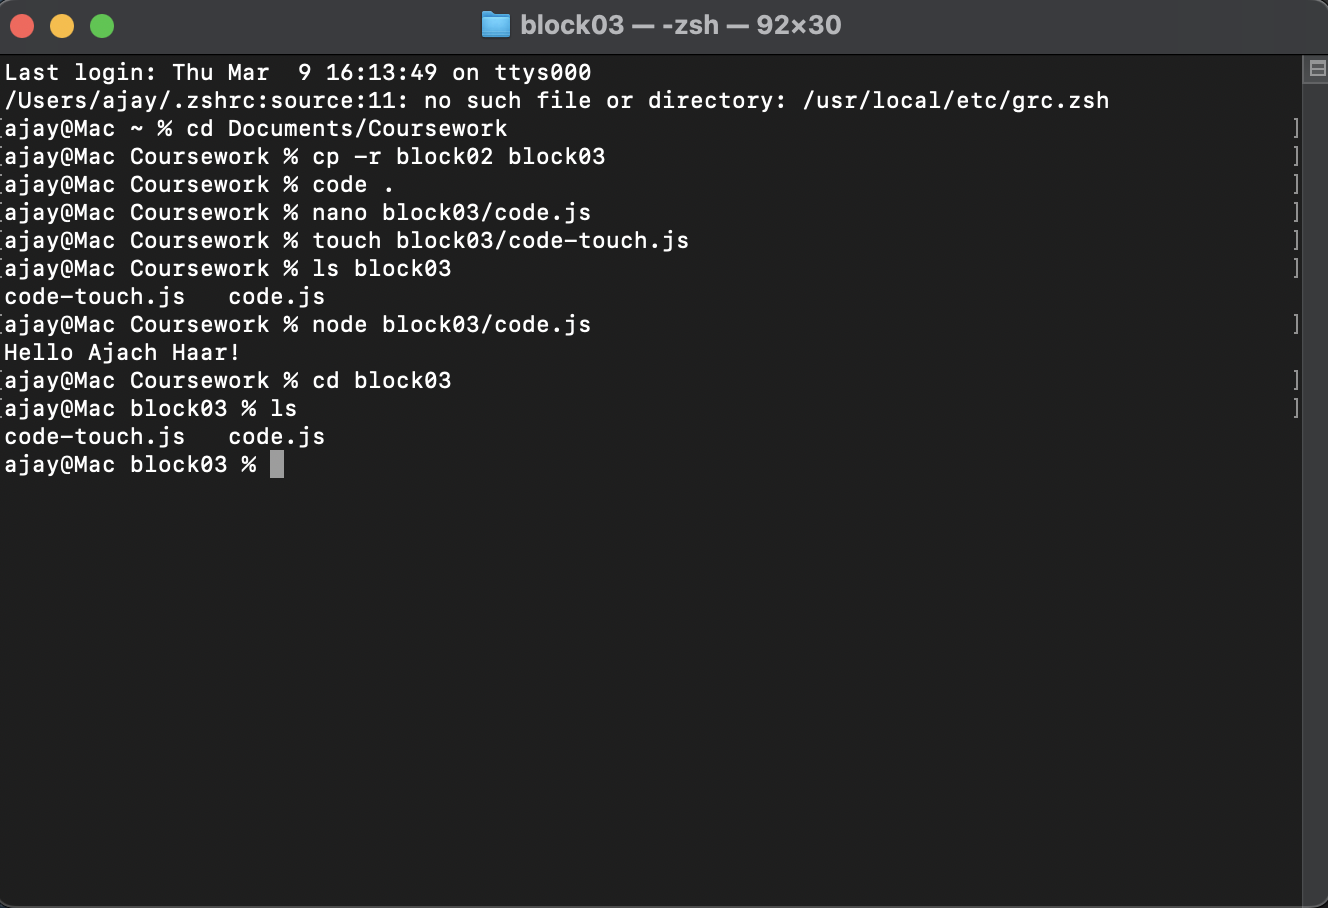 block03 — -zsh — 92×30
Last login: Thu Mar  9 16:13:49 on ttys000
/Users/ajay/.zshrc:source:11: no such file or directory: /usr/local/etc/grc.zsh
[ajay@Mac ~ % cd Documents/Coursework ]
[ajay@Mac Coursework % cp -r block02 block03 ]
[ajay@Mac Coursework % code . ]
[ajay@Mac Coursework % nano block03/code.js ]
[ajay@Mac Coursework % touch block03/code-touch.js ]
[ajay@Mac Coursework % ls block03 ]
code-touch.js   code.js
[ajay@Mac Coursework % node block03/code.js ]
Hello Ajach Haar!
[ajay@Mac Coursework % cd block03 ]
[ajay@Mac block03 % ls ]
code-touch.js   code.js
ajay@Mac block03 %